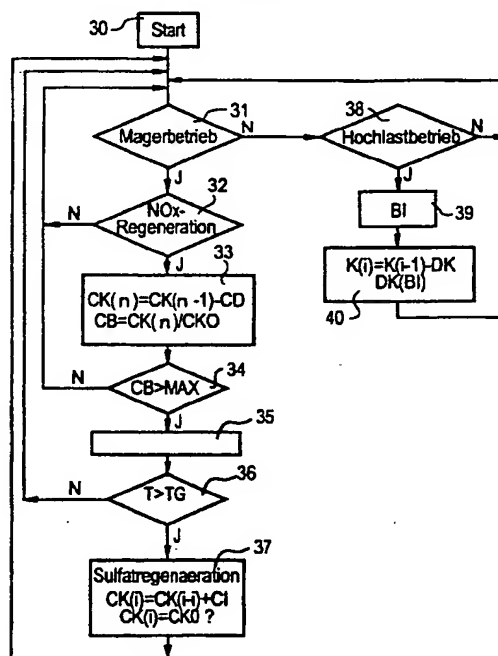 30
Start
31
Magerbetrieb
N
38
Hochlastbetrieb
N
J
J
32
NOx-
Regeneration
N
BI
39
J
33
CK(n)=CK(n-1)-CD
CB=CK(n)/CKO
K(i)=K(i-1)-DK
DK(BI)
40
N
CB>MAX
34
J
35
N
T>TG
36
J
37
Sulfatregenaeration
CK(i)=CK(i-i)+CI
CK(i)=CK0 ?